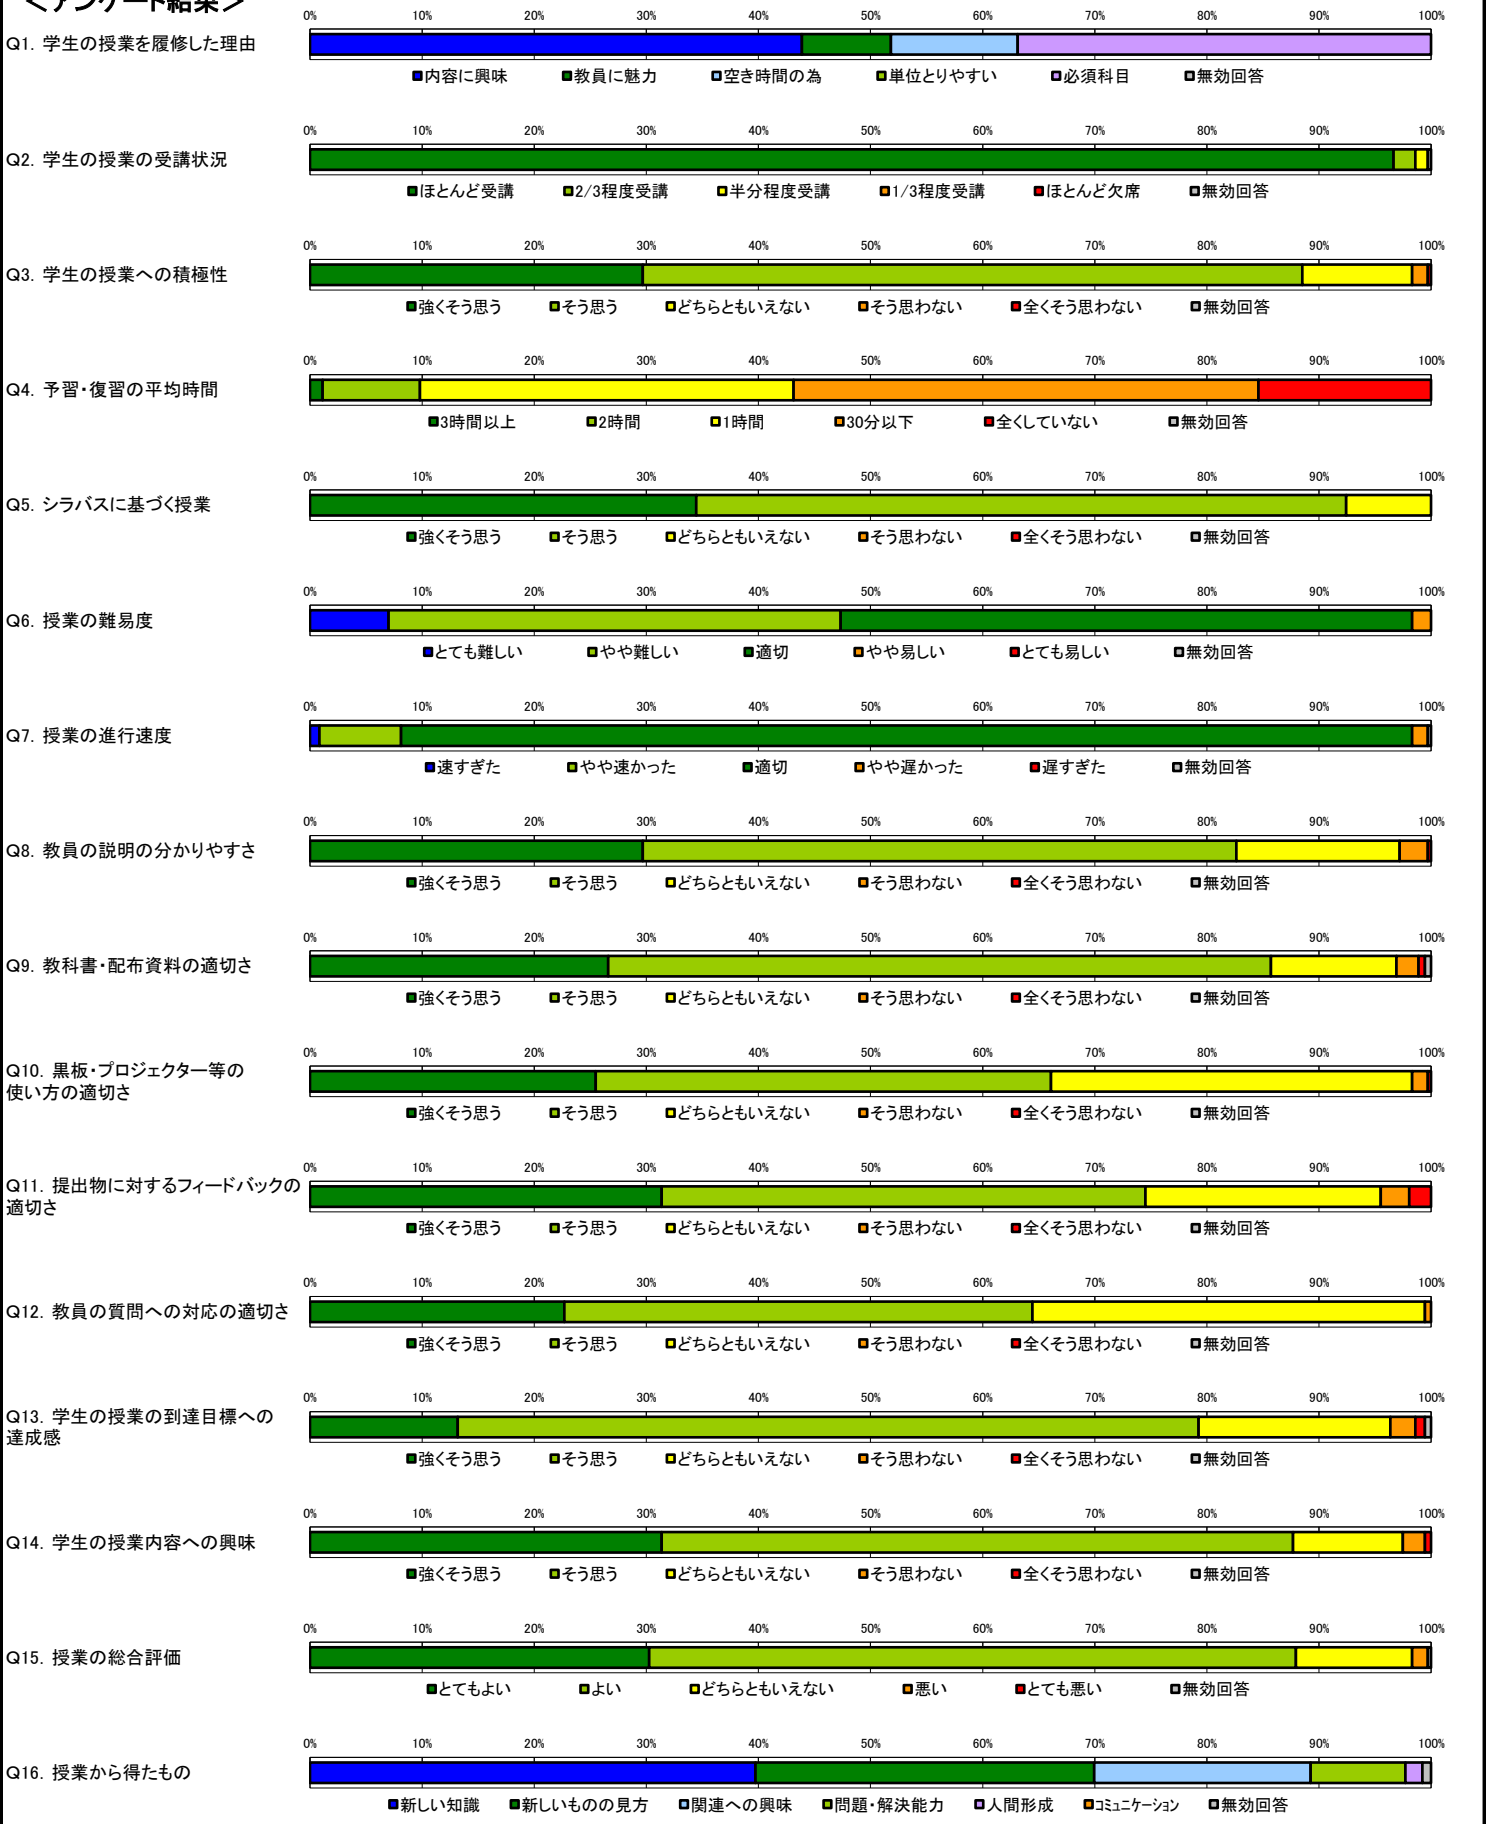 ＜アンケート結果＞
0% 10% 20% 30% 40% 50% 60% 70% 80% 90% 100%
Q1. 学生の授業を履修した理由
■内容に興味 ■教員に魅力 □空き時間の為 ■単位とりやすい □必須科目 □無効回答
0% 10% 20% 30% 40% 50% 60% 70% 80% 90% 100%
Q2. 学生の授業の受講状況
■ほとんど受講 ■2/3程度受講 □半分程度受講 ■1/3程度受講 ■ほとんど欠席 □無効回答
0% 10% 20% 30% 40% 50% 60% 70% 80% 90% 100%
Q3. 学生の授業への積極性
■強くそう思う ■そう思う □どちらともいえない ■そう思わない ■全くそう思わない □無効回答
0% 10% 20% 30% 40% 50% 60% 70% 80% 90% 100%
Q4. 予習・復習の平均時間
■3時間以上 ■2時間 □1時間 ■30分以下 ■全くしていない □無効回答
0% 10% 20% 30% 40% 50% 60% 70% 80% 90% 100%
Q5. シラバスに基づく授業
■強くそう思う ■そう思う □どちらともいえない ■そう思わない ■全くそう思わない □無効回答
0% 10% 20% 30% 40% 50% 60% 70% 80% 90% 100%
Q6. 授業の難易度
■とても難しい ■やや難しい ■適切 ■やや易しい ■とても易しい □無効回答
0% 10% 20% 30% 40% 50% 60% 70% 80% 90% 100%
Q7. 授業の進行速度
■速すぎた ■やや速かった ■適切 ■やや遅かった ■遅すぎた □無効回答
0% 10% 20% 30% 40% 50% 60% 70% 80% 90% 100%
Q8. 教員の説明の分かりやすさ
■強くそう思う ■そう思う □どちらともいえない ■そう思わない ■全くそう思わない □無効回答
0% 10% 20% 30% 40% 50% 60% 70% 80% 90% 100%
Q9. 教科書・配布資料の適切さ
■強くそう思う ■そう思う □どちらともいえない ■そう思わない ■全くそう思わない □無効回答
0% 10% 20% 30% 40% 50% 60% 70% 80% 90% 100%
Q10. 黒板・プロジェクター等の
使い方の適切さ
■強くそう思う ■そう思う □どちらともいえない ■そう思わない ■全くそう思わない □無効回答
0% 10% 20% 30% 40% 50% 60% 70% 80% 90% 100%
Q11. 提出物に対するフィードバックの
適切さ
■強くそう思う ■そう思う □どちらともいえない ■そう思わない ■全くそう思わない □無効回答
0% 10% 20% 30% 40% 50% 60% 70% 80% 90% 100%
Q12. 教員の質問への対応の適切さ
■強くそう思う ■そう思う □どちらともいえない ■そう思わない ■全くそう思わない □無効回答
0% 10% 20% 30% 40% 50% 60% 70% 80% 90% 100%
Q13. 学生の授業の到達目標への
達成感
■強くそう思う ■そう思う □どちらともいえない ■そう思わない ■全くそう思わない □無効回答
0% 10% 20% 30% 40% 50% 60% 70% 80% 90% 100%
Q14. 学生の授業内容への興味
■強くそう思う ■そう思う □どちらともいえない ■そう思わない ■全くそう思わない □無効回答
0% 10% 20% 30% 40% 50% 60% 70% 80% 90% 100%
Q15. 授業の総合評価
■とてもよい ■よい □どちらともいえない ■悪い ■とても悪い □無効回答
0% 10% 20% 30% 40% 50% 60% 70% 80% 90% 100%
Q16. 授業から得たもの
■新しい知識 ■新しいものの見方 □関連への興味 ■問題・解決能力 □人間形成 ■ｺﾐｭﾆｹｰｼｮﾝ □無効回答